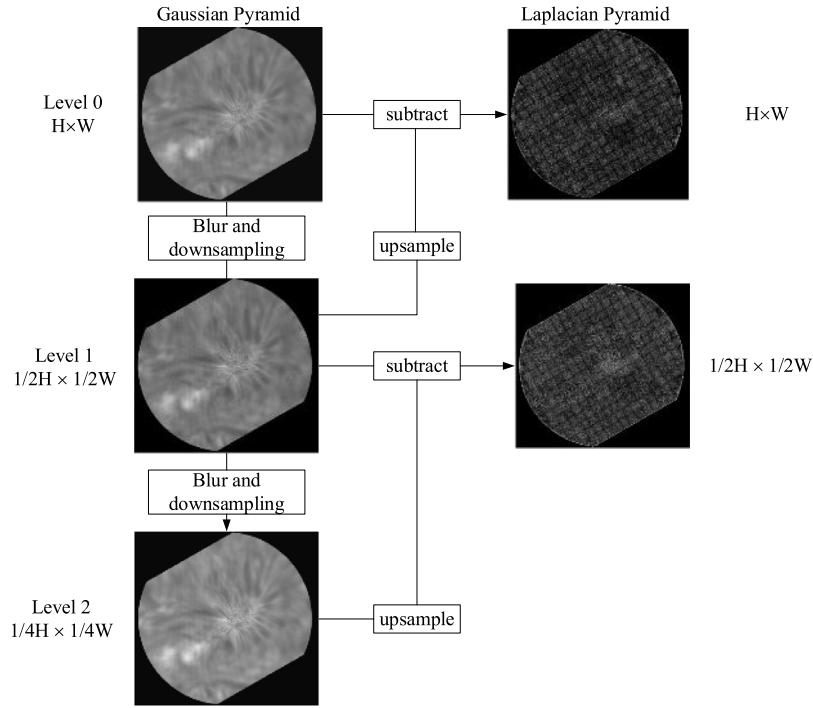 Gaussian Pyramid
Laplacian Pyramid
Level 0
H×W
subtract
H×W
Blur and
downsampling
upsample
Level 1
1/2H × 1/2W
subtract
1/2H × 1/2W
Blur and
downsampling
Level 2
1/4H × 1/4W
upsample